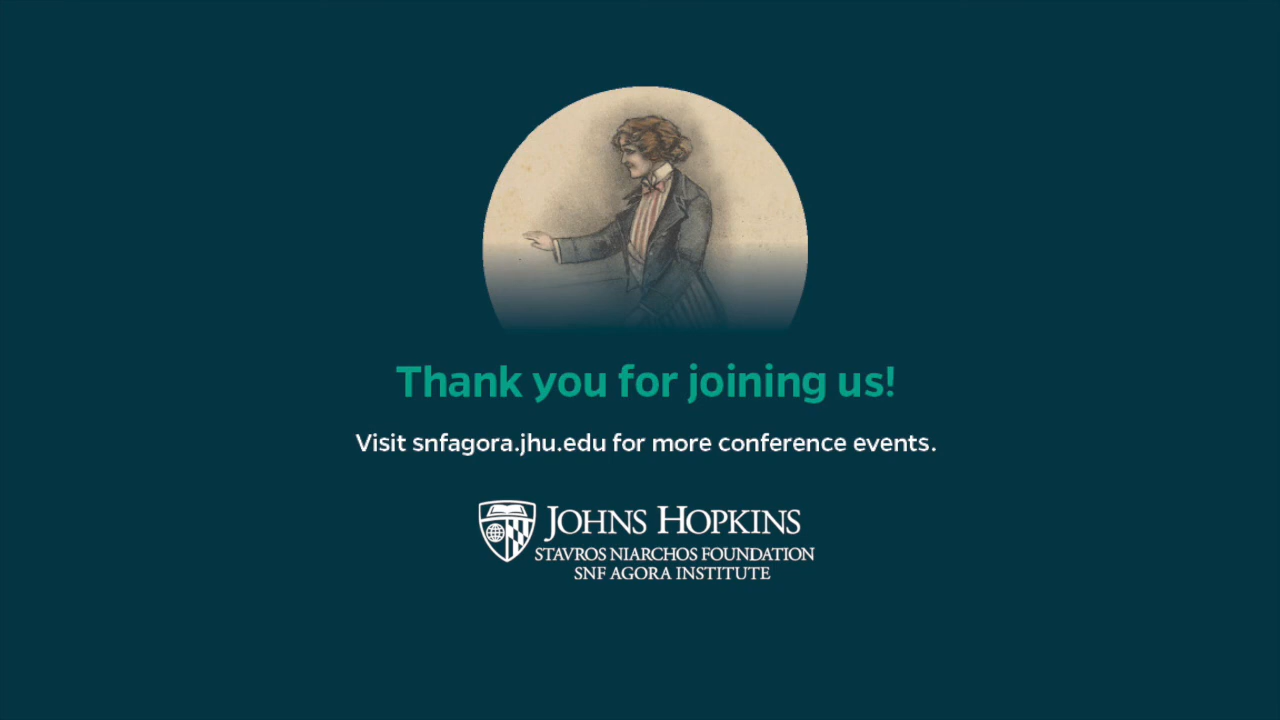 Thank you for joining us!
Visit snfagora.jhu.edu for more conference events.
JOHNS HOPKINS
STAVROS NIARCHOS FOUNDATION
SNF AGORA INSTITUTE